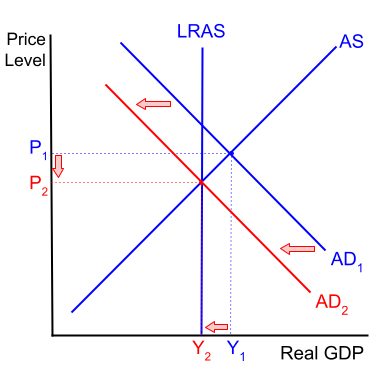 Price
Level
LRAS
AS
P1
P2
AD1
AD2
Y2
Y1
Real GDP